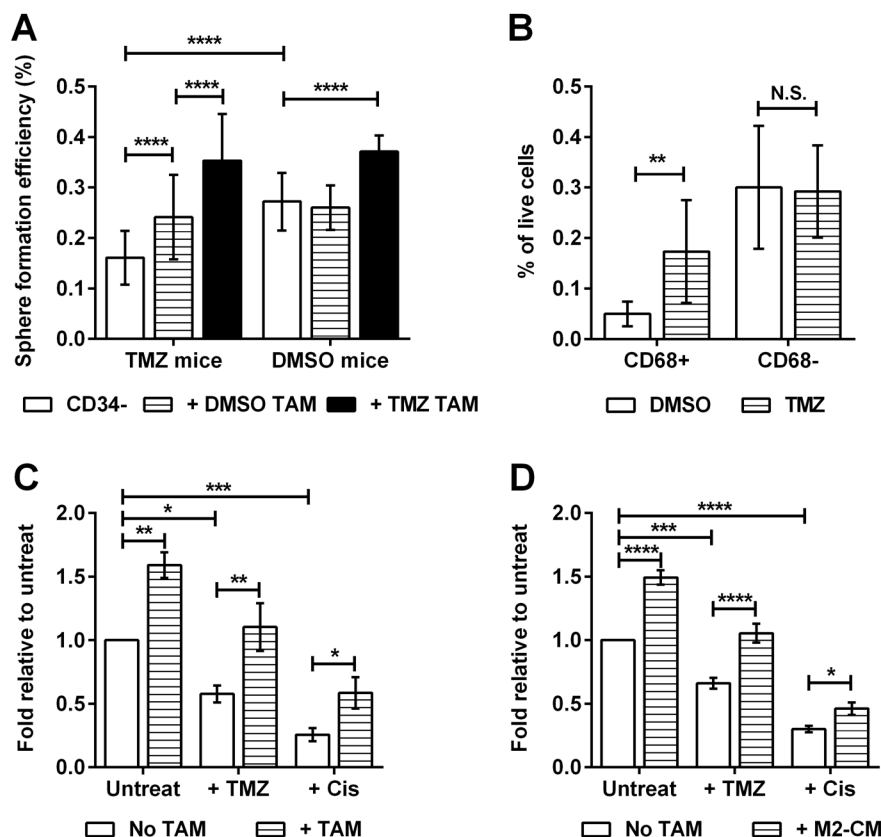 A
Sphere formation efficiency (%)
0.5
0.4
0.3
0.2
0.1
0.0
****
****
****
****
TMZ mice
DMSO mice
CD34-
+ DMSO TAM
+ TMZ TAM
B
% of live cells
0.5
0.4
0.3
0.2
0.1
0.0
**
N.S.
CD68+
CD68-
DMSO
TMZ
C
Fold relative to untreat
2.0
1.5
1.0
0.5
0.0
***
*
**
**
*
Untreat
+ TMZ
+ Cis
No TAM
+ TAM
D
Fold relative to untreat
2.0
1.5
1.0
0.5
0.0
****
***
****
****
*
Untreat
+ TMZ
+ Cis
No TAM
+ M2-CM